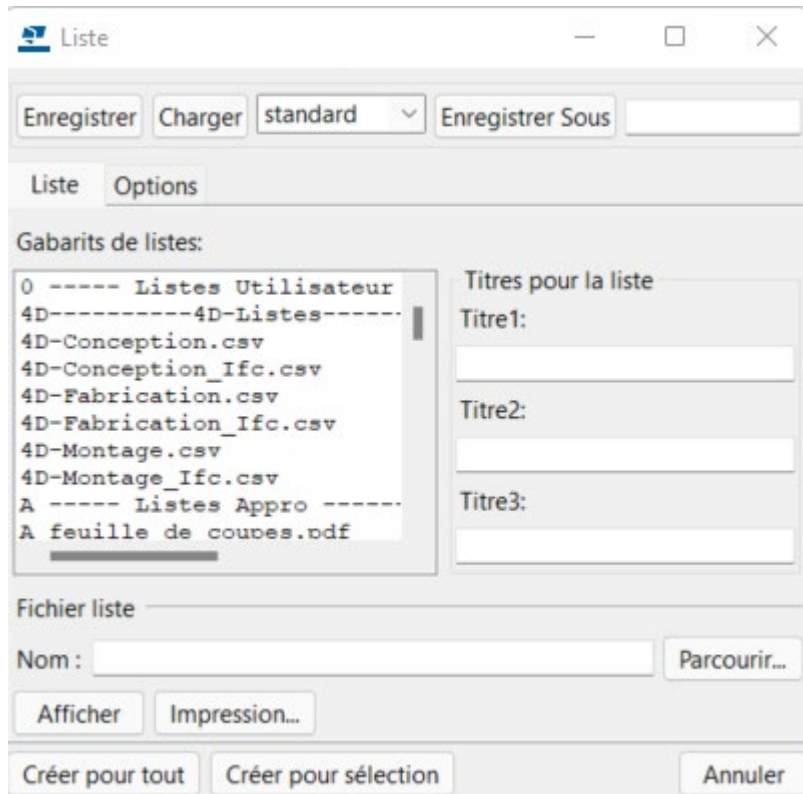 Liste
Enregistrer Charger standard Enregistrer Sous
Liste Options
Gabarits de listes:
0 ----- Listes Utilisateur
4D----------4D-Listes------
4D-Conception.csv
4D-Conception_Ifc.csv
4D-Fabrication.csv
4D-Fabrication_Ifc.csv
4D-Montage.csv
4D-Montage_Ifc.csv
A ----- Listes Appro -----
A feuille de coupes.pdf
Titres pour la liste
Titre1:
Titre2:
Titre3:
Fichier liste
Nom : Parcourir...
Afficher Impression...
Créer pour tout Créer pour sélection Annuler